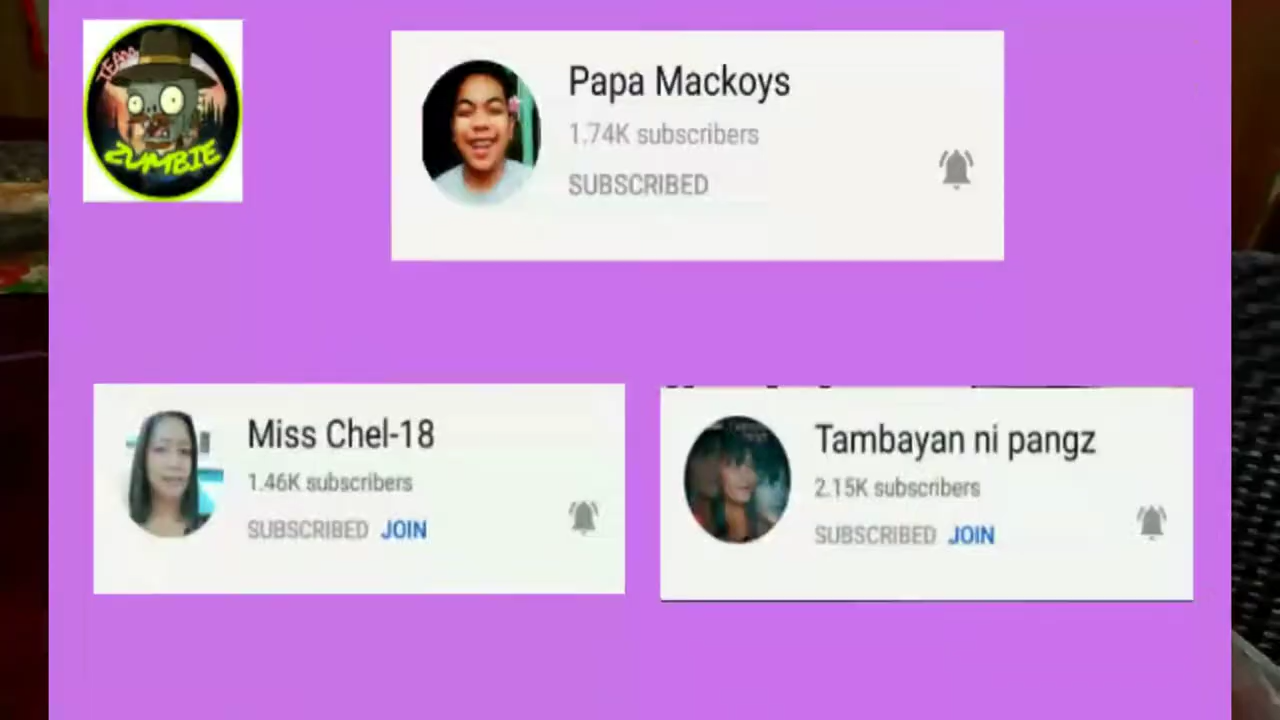 TEAM
ZUMBIE
Papa Mackoys
1.74K subscribers
SUBSCRIBED
Miss Chel-18
1.46K subscribers
SUBSCRIBED JOIN
Tambayan ni pangz
2.15K subscribers
SUBSCRIBED JOIN